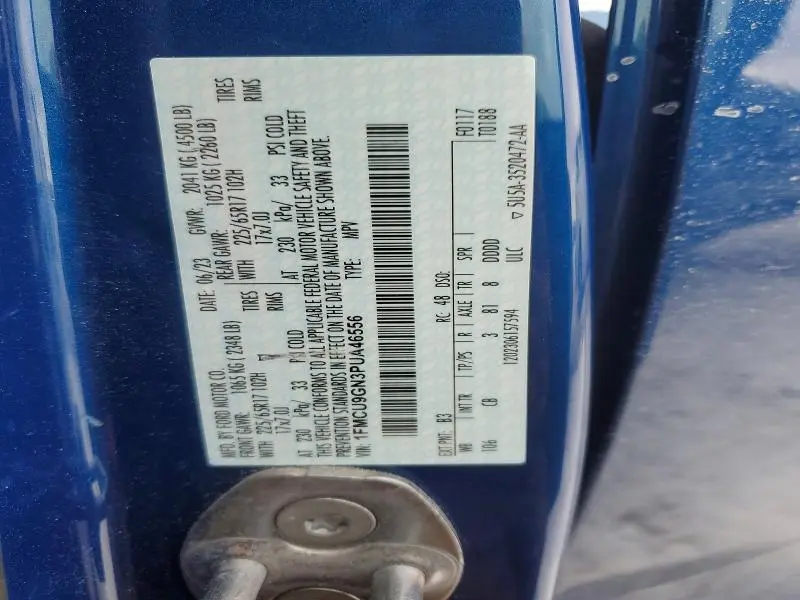 MFD. BY FORD MOTOR CO.
DATE: 06/23 GVWR: 2041 KG ( 4500 LB)
FRONT GAWR: 1065 KG ( 2348 LB) REAR GAWR: 1025 KG ( 2260 LB)
WITH 225/65R17 102H TIRES WITH 225/65R17 102H TIRES
17x7.0J RIMS 17x7.0J RIMS
AT 230 kPa/ 33 PSI COLD AT 230 kPa/ 33 PSI COLD
THIS VEHICLE CONFORMS TO ALL APPLICABLE FEDERAL MOTOR VEHICLE SAFETY AND THEFT
PREVENTION STANDARDS IN EFFECT ON THE DATE OF MANUFACTURE SHOWN ABOVE.
VIN: 1FMCU9GN3PUA46556 TYPE: MPV
EXT PNT: B3 RC: 48 DSO: F0117
WB INT TR TP/PS R AXLE TR SPR T0188
106 CB 3 81 8 DDDD
1202306157594 ULC 5U5A-3520472-AA